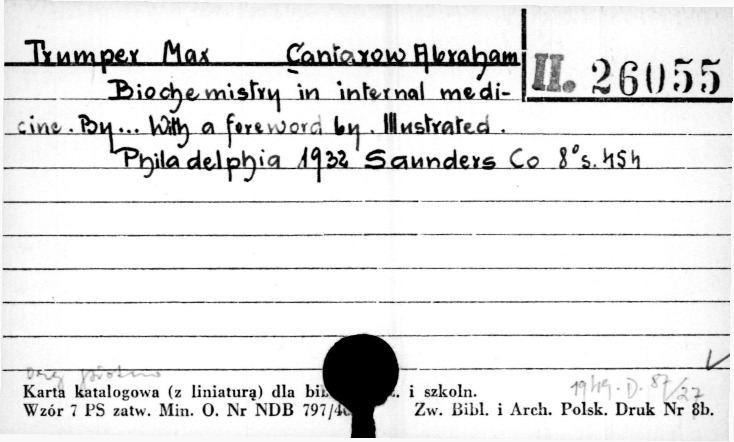 Trumper Max Cantarow Abraham
II. 26055
Biochemistry in internal medi-
cine. By... With a foreword by. Illustrated.
Philadelphia 1932 Saunders Co 8° s. 454
1949. D. 87/27
Karta katalogowa (z liniaturą) dla i szkoln.
Wzór 7 PS zatw. Min. O. Nr NDB 797/ Zw. Bibl. i Arch. Polsk. Druk Nr 8b.